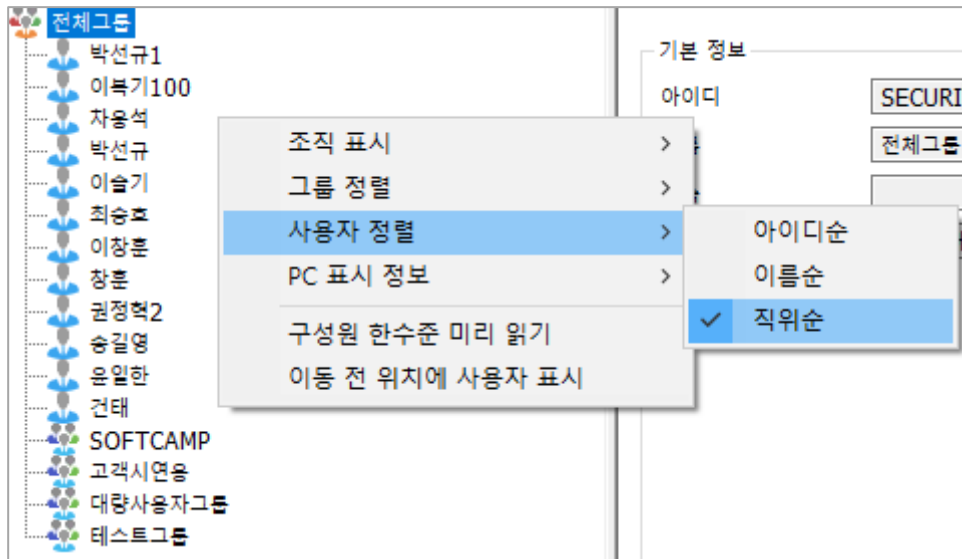 전체그룹
박선규1
이북기100
차용석
박선규
이슬기
최승호
이창훈
창훈
권정혁2
송길영
윤일한
건태
SOFTCAMP
고객시연용
대량사용자그룹
테스트그룹
조직 표시
그룹 정렬
사용자 정렬
PC 표시 정보
구성원 한수준 미리 읽기
이동 전 위치에 사용자 표시
아이디순
이름순
직위순
기본 정보
아이디
SECURI
전체그룹